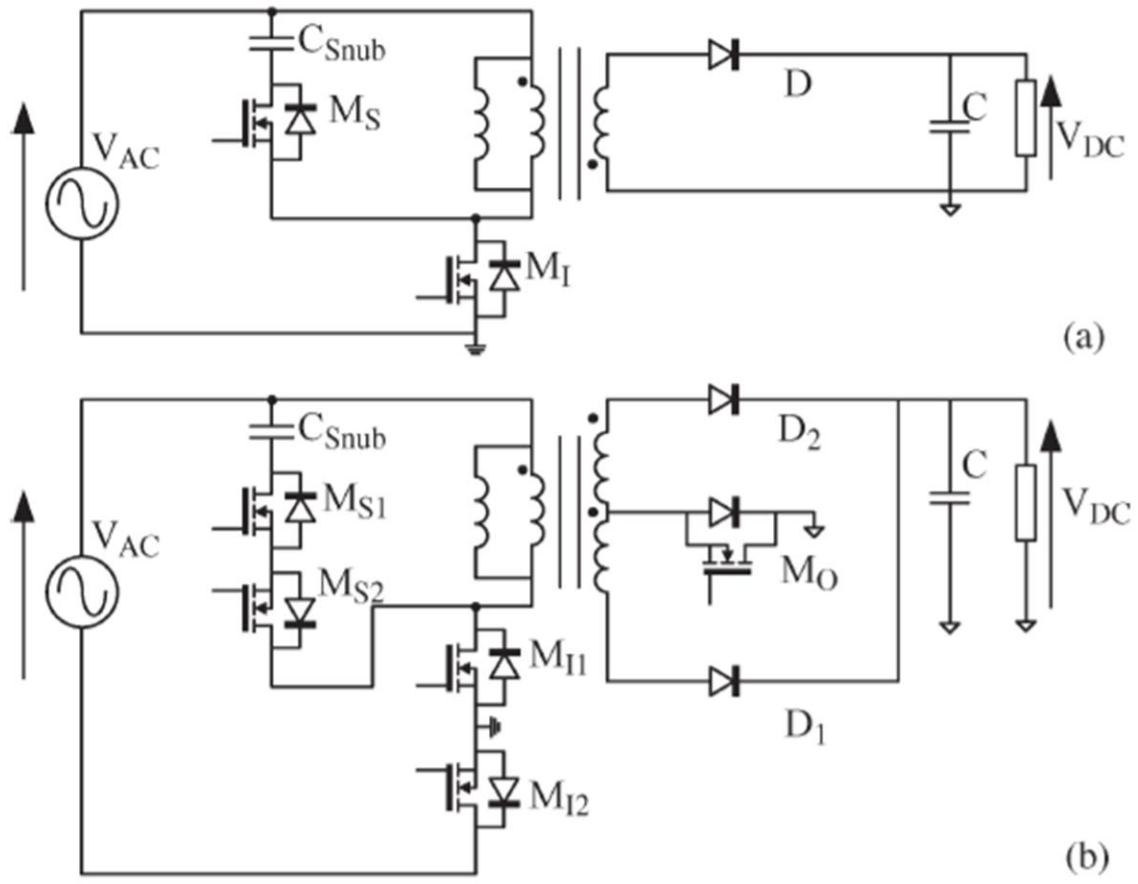 C_Snub
M_S
V_AC
D
C
V_DC
M_I
(a)
C_Snub
D_2
M_S1
C
V_DC
V_AC
M_S2
M_O
M_I1
D_1
M_I2
(b)